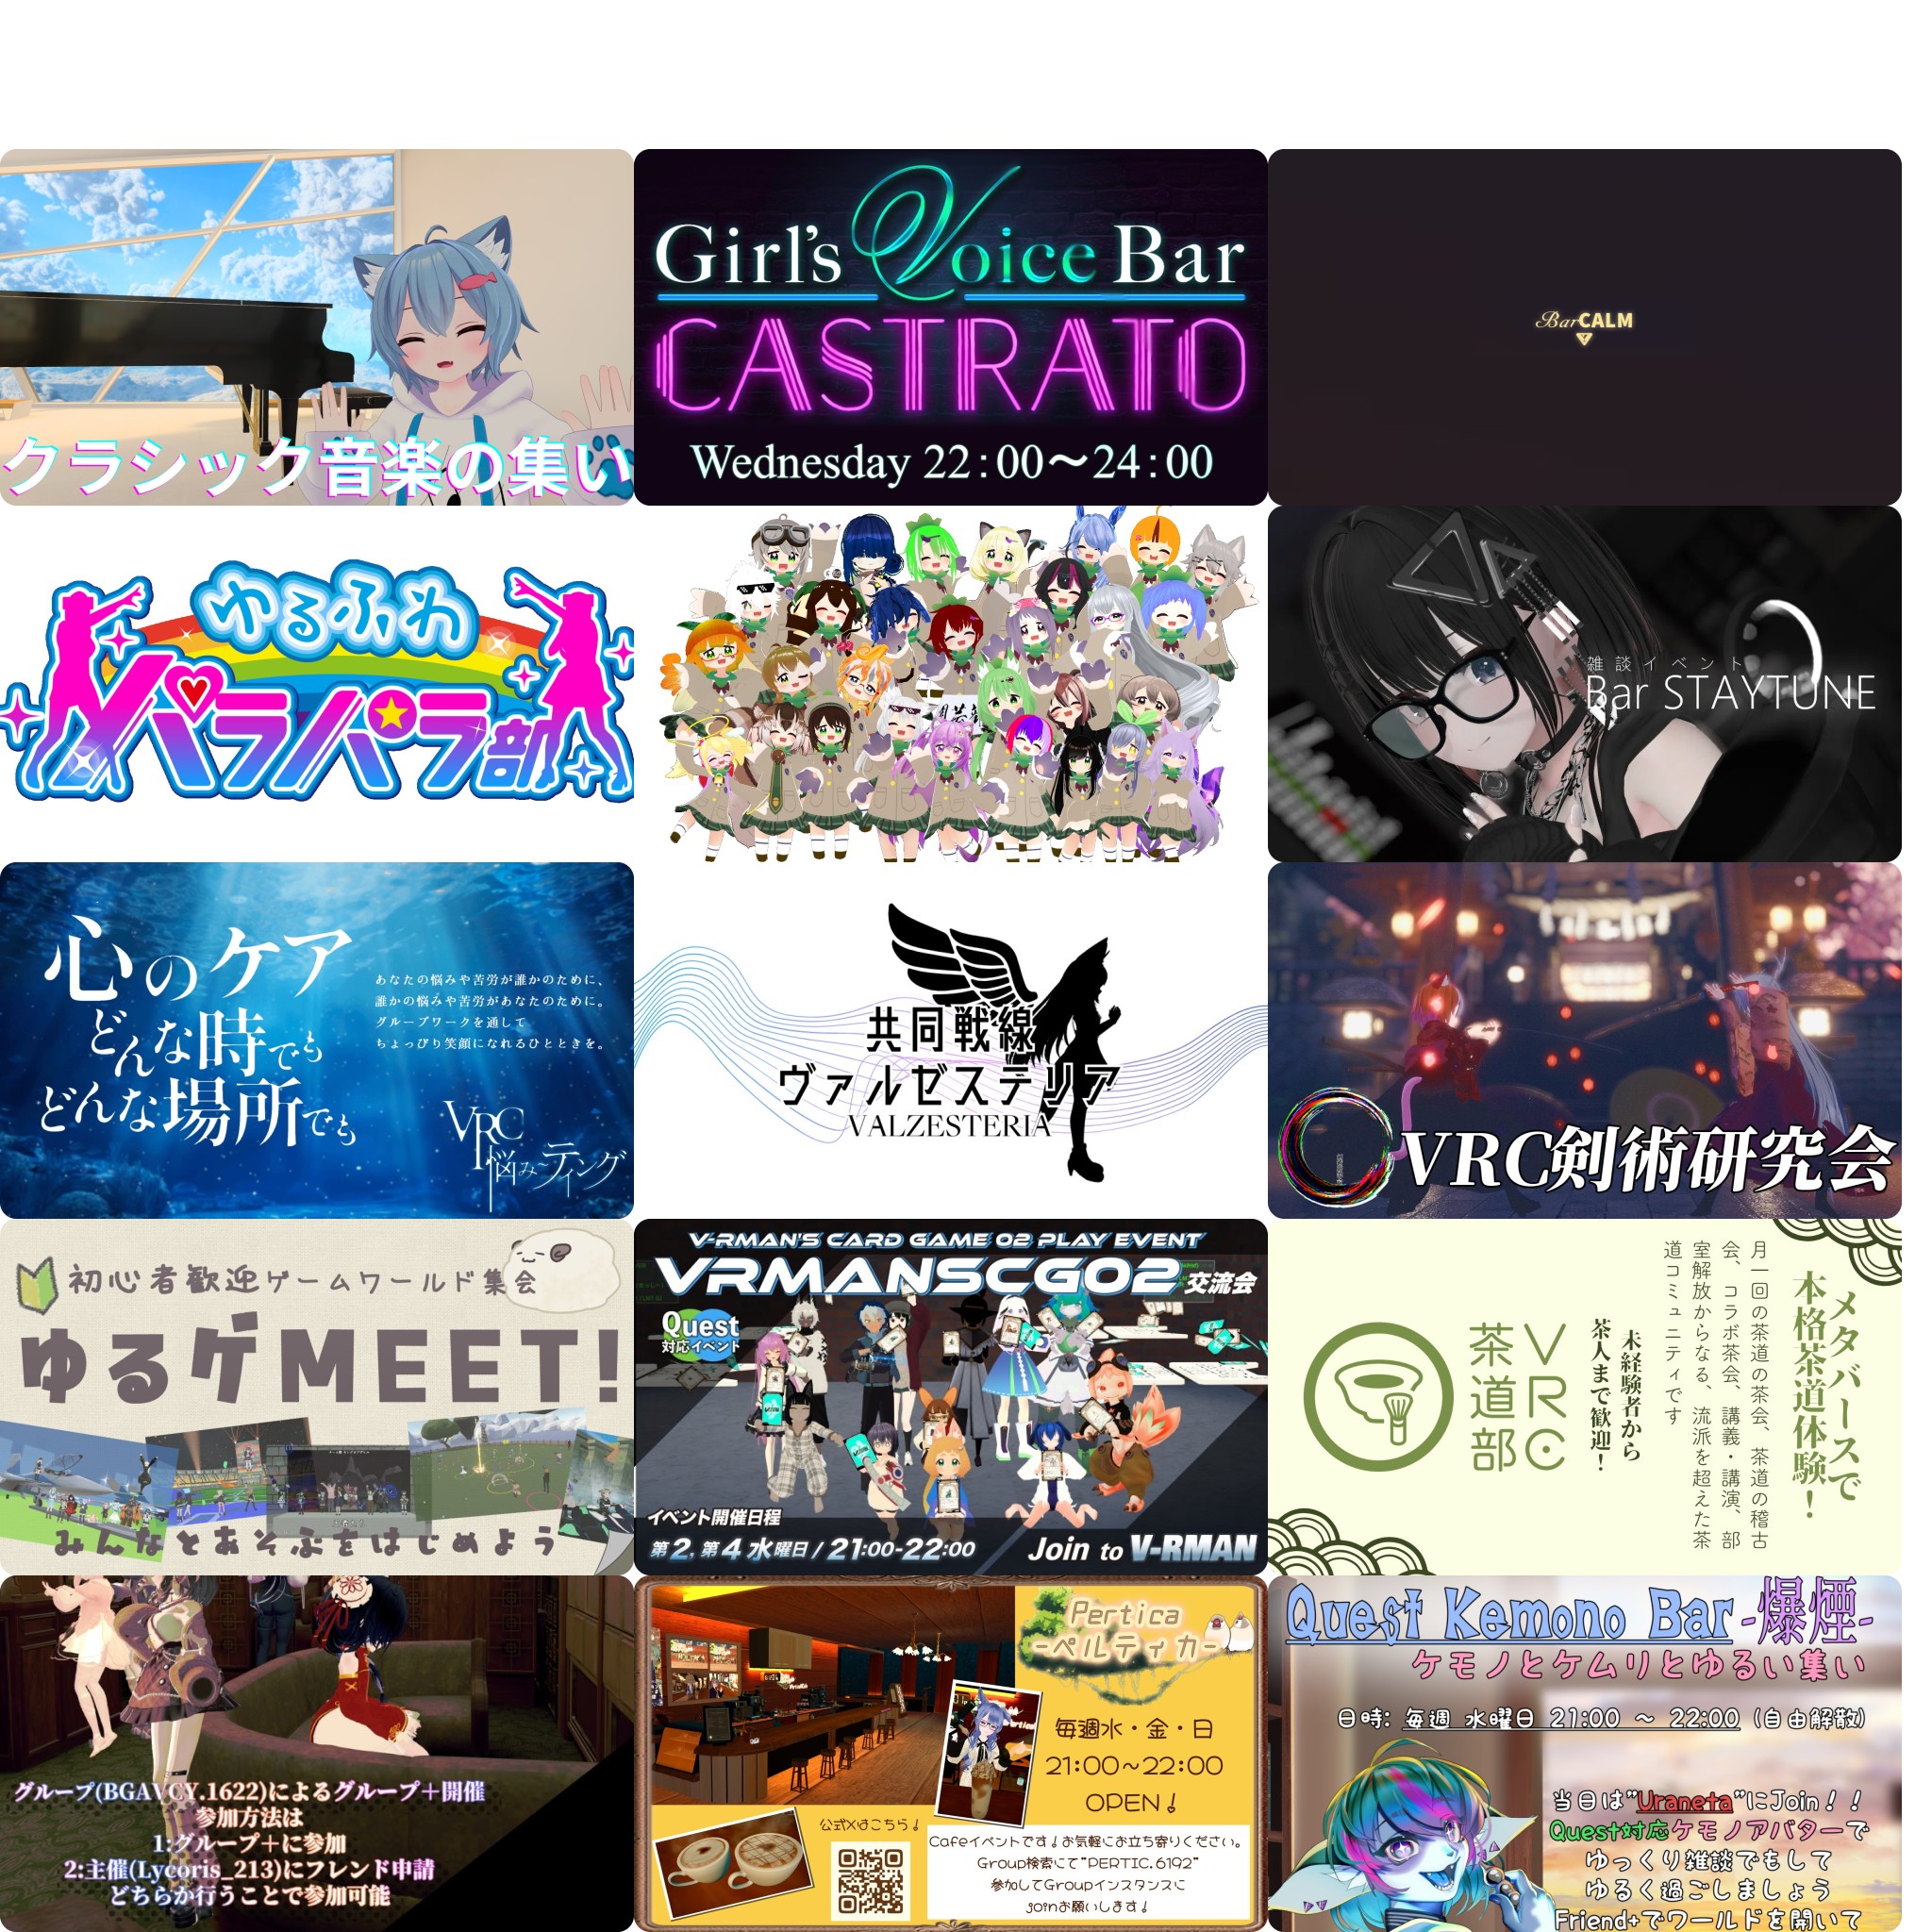 クラシック音楽の集い
Girl's Voice Bar
CASTRATO
Wednesday 22:00〜24:00
Bar CALM
ゆるふわ
パラパラ部
雑談イベント
Bar STAYTUNE
心のケア
どんな時でも
どんな場所でも
あなたの悩みや苦労が誰かのために、
誰かの悩みや苦労があなたのために。
グループワークを通して
ちょっぴり笑顔になれるひとときを。
VRC
悩み〜ティング
共同戦線
ヴァルゼステリア
VALZESTERIA
VRC剣術研究会
初心者歓迎ゲームワールド集会
ゆるゲMEET!
みんなとあそぶをはじめよう
V-RMAN'S CARD GAME 02 PLAY EVENT
VRMANSCG02 交流会
Quest
対応イベント
イベント開催日程
第2, 第4 水曜日 / 21:00-22:00
Join to V-RMAN
メタバースで
本格茶道体験！
月一回の茶道の茶会、茶道の稽古
会、コラボ茶会、講義・講演、部
室解放からなる、流派を超えた茶
道コミュニティです
未経験者から
茶人まで歓迎！
VRC
茶道部
グループ(BGAVCY.1622)によるグループ＋開催
参加方法は
1:グループ＋に参加
2:主催(Lycoris_213)にフレンド申請
どちらか行うことで参加可能
Pertica
-ペルティカ-
毎週水・金・日
21:00~22:00
OPEN！
公式Xはこちら！
Cafeイベントです！お気軽にお立ち寄りください。
Group検索にて"PERTIC.6192"
参加してGroupインスタンスに
joinお願いします！
Quest Kemono Bar -爆煙-
ケモノとケムリとゆるい集い
日時: 毎週 水曜日 21:00 ~ 22:00 (自由解散)
当日は"Uraneta"にJoin！！
Quest対応ケモノアバターで
ゆっくり雑談でもして
ゆるく過ごしましょう
Friend+でワールドを開いて